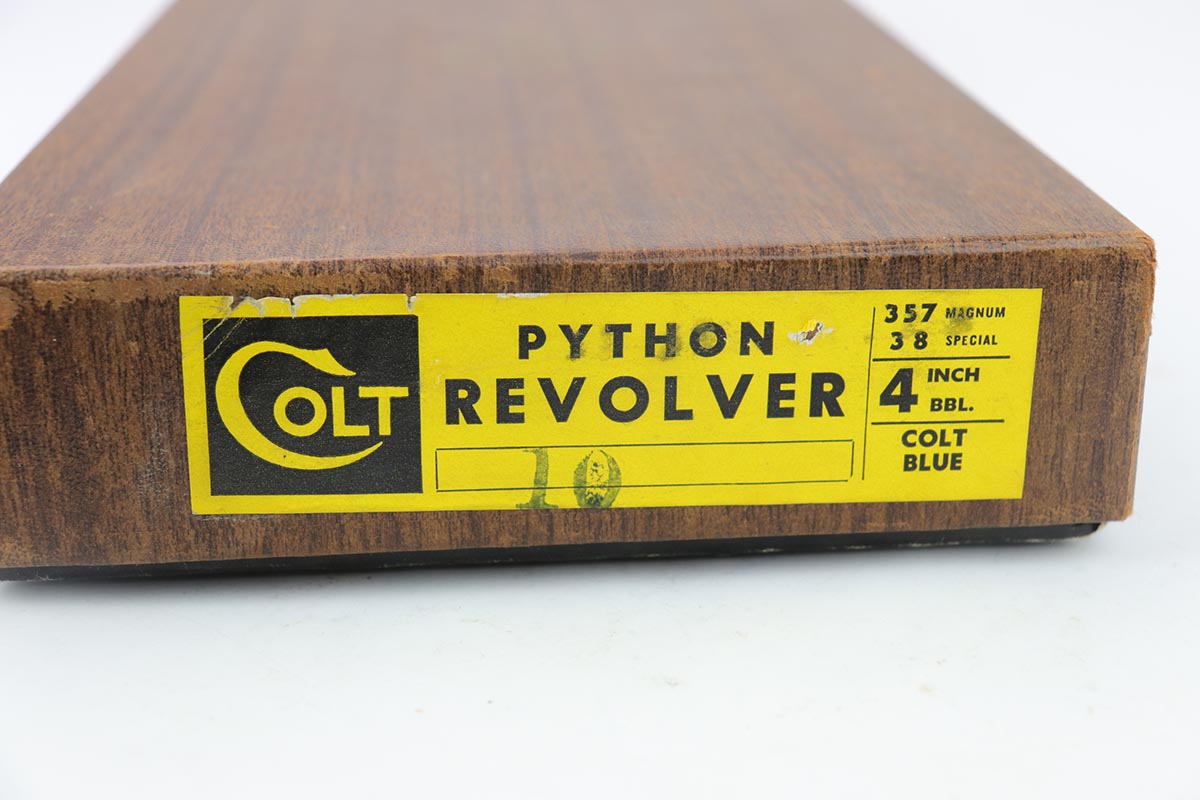 COLT
PYTHON
REVOLVER
10
357 MAGNUM
38 SPECIAL
4 INCH BBL.
COLT
BLUE